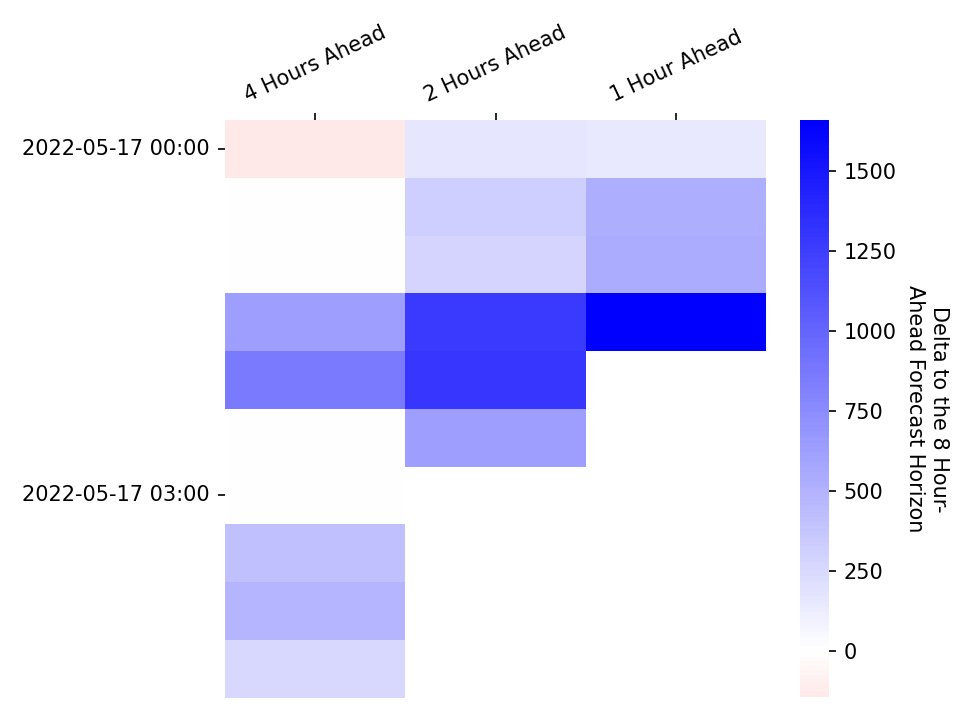 4 Hours Ahead
2 Hours Ahead
1 Hour Ahead
2022-05-17 00:00
2022-05-17 03:00
1500
1250
1000
750
500
250
0
Delta to the 8 Hour-
Ahead Forecast Horizon